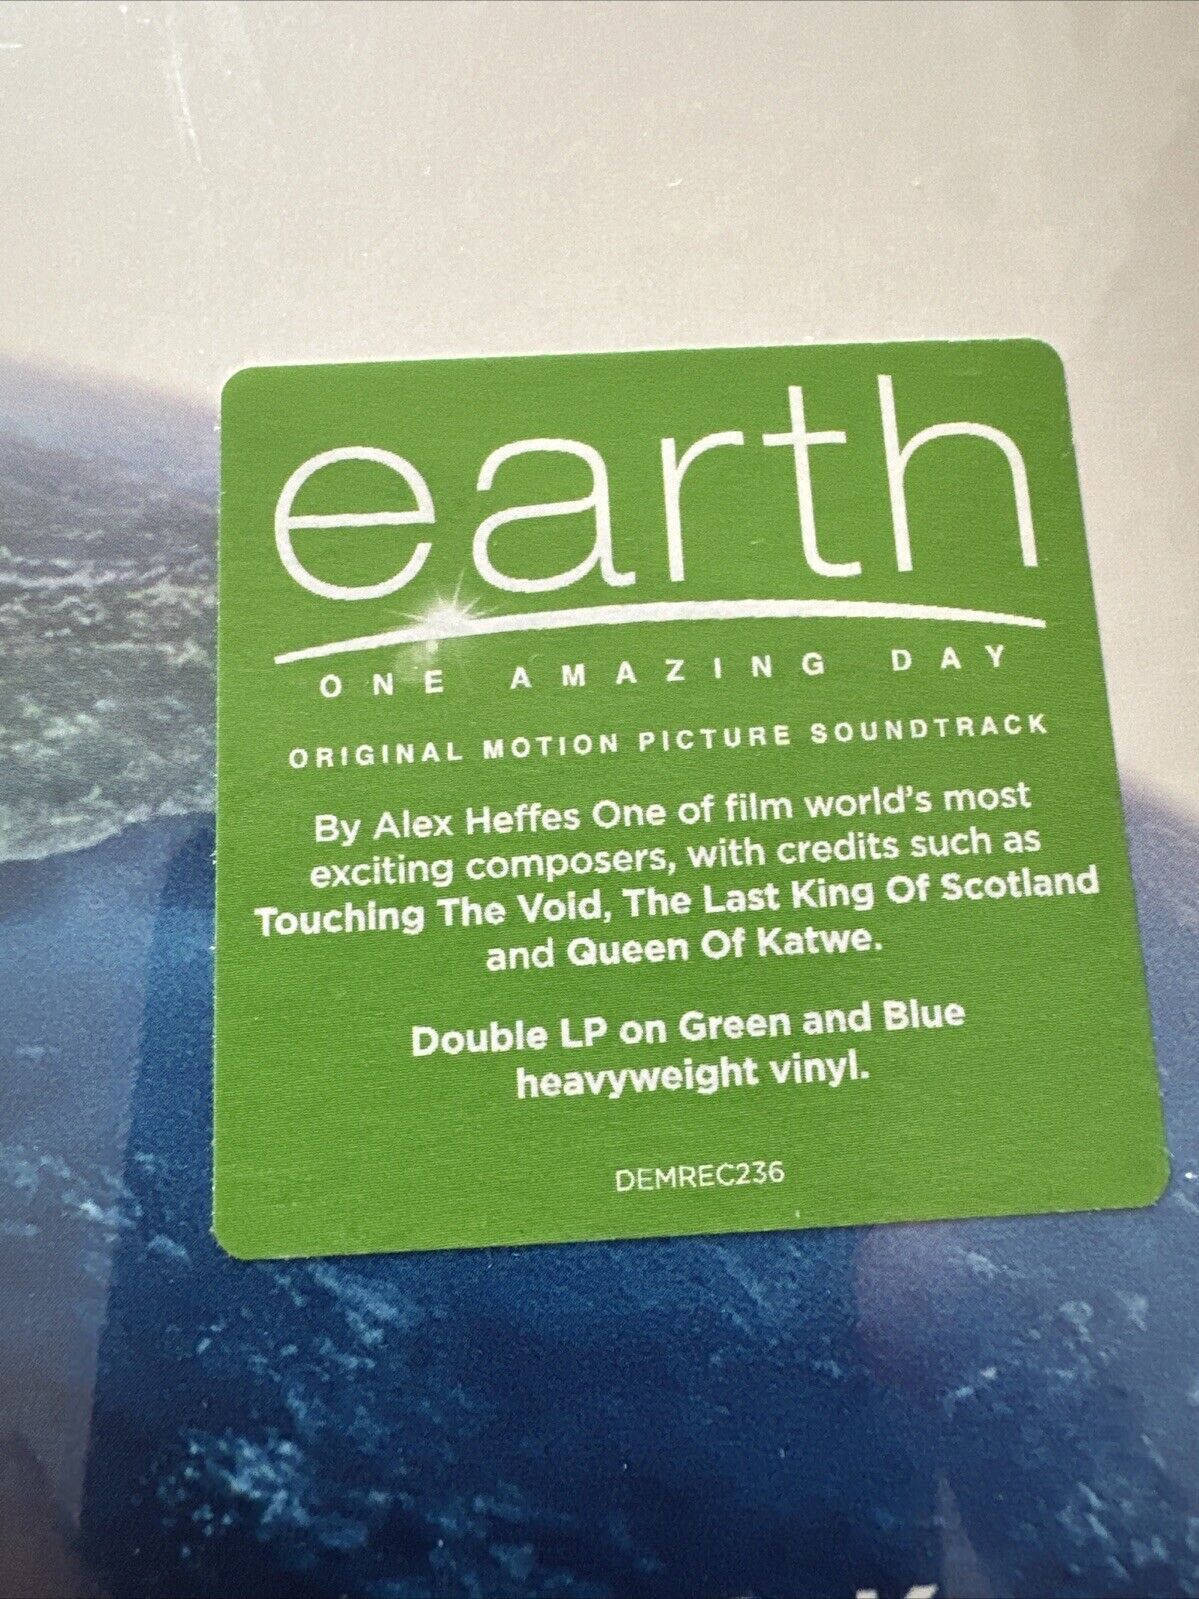 earth
ONE AMAZING DAY
ORIGINAL MOTION PICTURE SOUNDTRACK
By Alex Heffes One of film world's most
exciting composers, with credits such as
Touching The Void, The Last King Of Scotland
and Queen Of Katwe.
Double LP on Green and Blue
heavyweight vinyl.
DEMREC236